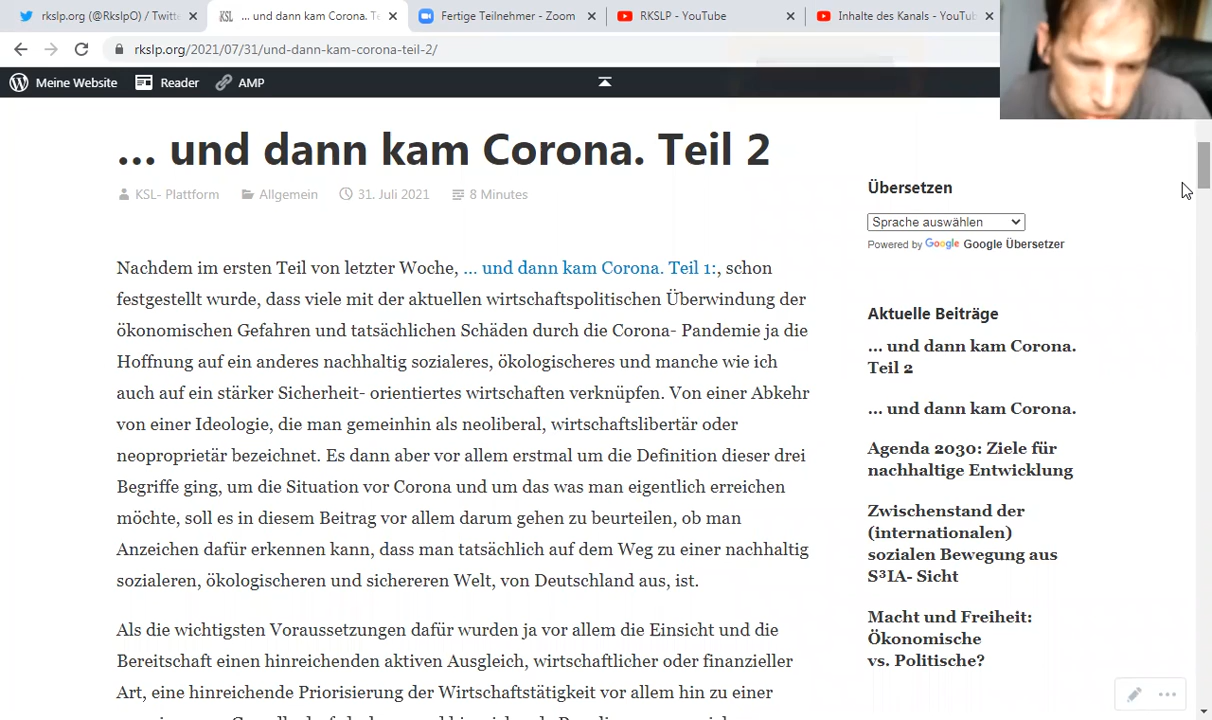 rkslp.org (@RkslpO) / Twitt
... und dann kam Corona. Te
Fertige Teilnehmer - Zoom
RKSLP - YouTube
Inhalte des Kanals - YouTu
rkslp.org/2021/07/31/und-dann-kam-corona-teil-2/
Meine Website
Reader
AMP
... und dann kam Corona. Teil 2
KSL- Plattform
Allgemein
31. Juli 2021
8 Minutes
Nachdem im ersten Teil von letzter Woche, ... und dann kam Corona. Teil 1:, schon
festgestellt wurde, dass viele mit der aktuellen wirtschaftspolitischen Überwindung der
ökonomischen Gefahren und tatsächlichen Schäden durch die Corona- Pandemie ja die
Hoffnung auf ein anderes nachhaltig sozialeres, ökologischeres und manche wie ich
auch auf ein stärker Sicherheit- orientiertes wirtschaften verknüpfen. Von einer Abkehr
von einer Ideologie, die man gemeinhin als neoliberal, wirtschaftslibertär oder
neoproprietär bezeichnet. Es dann aber vor allem erstmal um die Definition dieser drei
Begriffe ging, um die Situation vor Corona und um das was man eigentlich erreichen
möchte, soll es in diesem Beitrag vor allem darum gehen zu beurteilen, ob man
Anzeichen dafür erkennen kann, dass man tatsächlich auf dem Weg zu einer nachhaltig
sozialeren, ökologischeren und sichereren Welt, von Deutschland aus, ist.
Als die wichtigsten Voraussetzungen dafür wurden ja vor allem die Einsicht und die
Bereitschaft einen hinreichenden aktiven Ausgleich, wirtschaftlicher oder finanzieller
Art, eine hinreichende Priorisierung der Wirtschaftstätigkeit vor allem hin zu einer
Übersetzen
Sprache auswählen
Powered by Google Google Übersetzer
Aktuelle Beiträge
... und dann kam Corona.
Teil 2
... und dann kam Corona.
Agenda 2030: Ziele für
nachhaltige Entwicklung
Zwischenstand der
(internationalen)
sozialen Bewegung aus
S³IA- Sicht
Macht und Freiheit:
Ökonomische
vs. Politische?